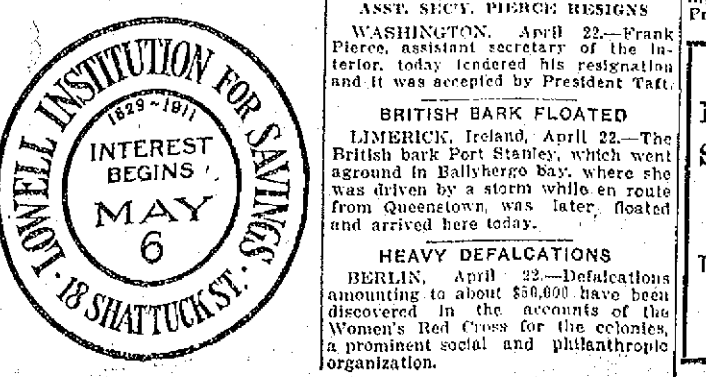 LOWELL INSTITUTION FOR SAVINGS
1829~1911
INTEREST
BEGINS
MAY
6
18 SHATTUCK ST.
ASST. SEC'Y. PIERCE RESIGNS
WASHINGTON, April 22.—Frank
Pierce, assistant secretary of the in-
terior, today tendered his resignation
and it was accepted by President Taft.
BRITISH BARK FLOATED
LIMERICK, Ireland, April 22.—The
British bark Port Stanley, which went
aground in Ballyhergo bay, where she
was driven by a storm while en route
from Queenstown, was later floated
and arrived here today.
HEAVY DEFALCATIONS
BERLIN, April 22.—Defalcations
amounting to about $50,000 have been
discovered in the accounts of the
Women's Red Cross for the colonies,
a prominent social and philanthropic
organization.